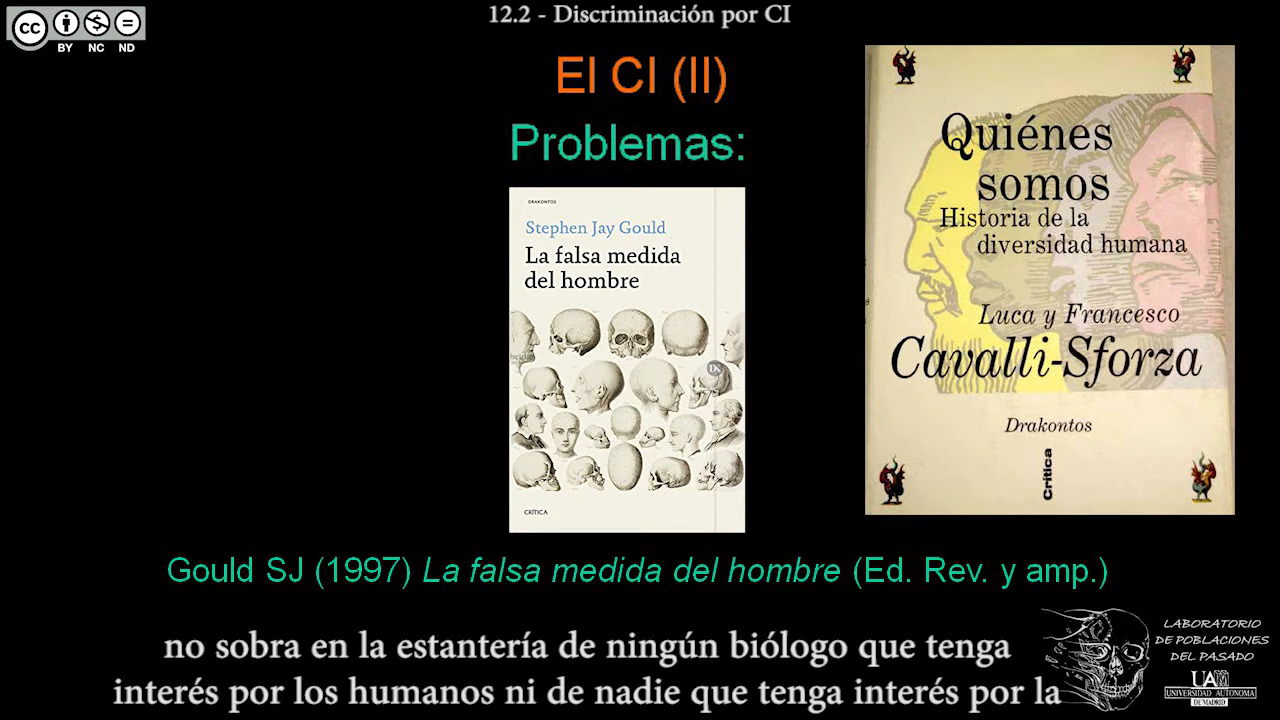 12.2 - Discriminación por CI
cc
BY NC ND
El CI (II)
Problemas:
DRAKONTOS
Stephen Jay Gould
La falsa medida
del hombre
CRÍTICA
Quiénes
somos
Historia de la
diversidad humana
Luca y Francesco
Cavalli-Sforza
Drakontos
Crítica
Gould SJ (1997) La falsa medida del hombre (Ed. Rev. y amp.)
no sobra en la estantería de ningún biólogo que tenga
interés por los humanos ni de nadie que tenga interés por la
LABORATORIO
DE POBLACIONES
DEL PASADO
UAM
UNIVERSIDAD AUTONOMA
DE MADRID